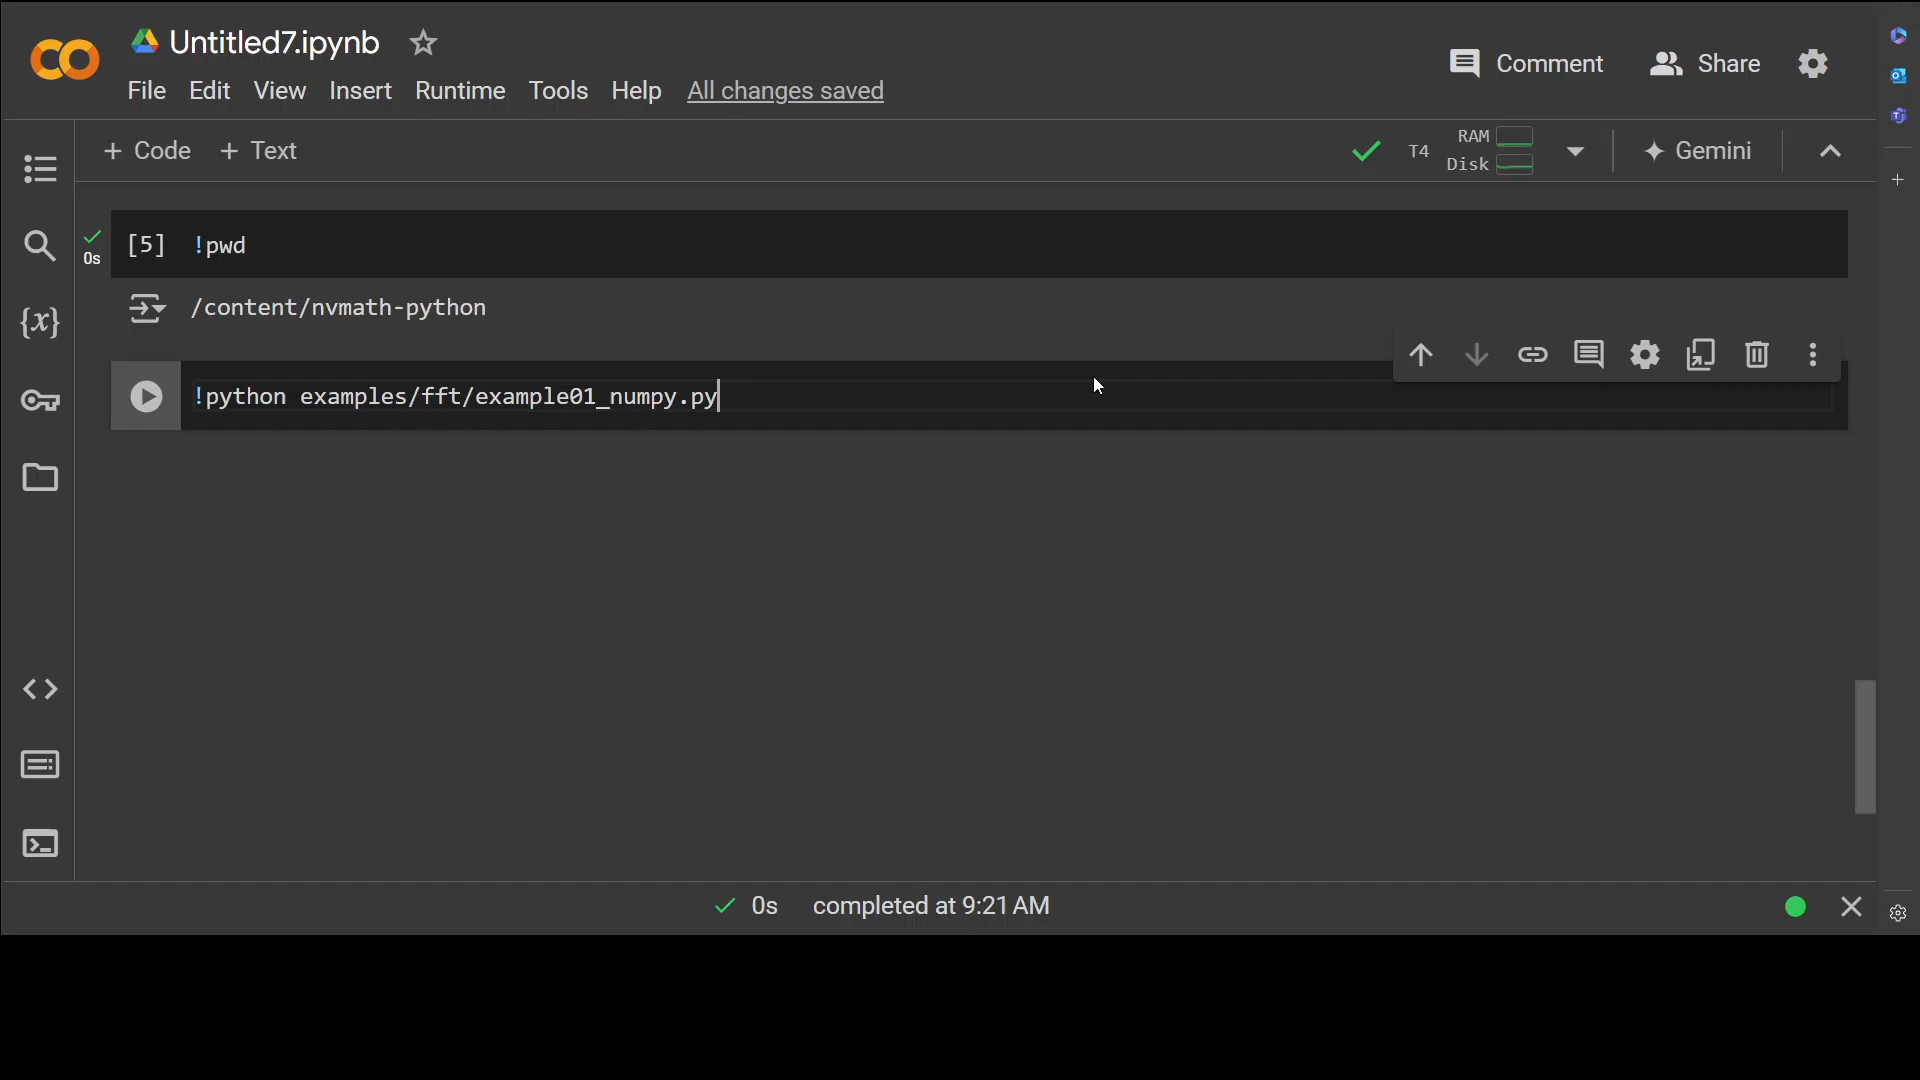 Untitled7.ipynb
File Edit View Insert Runtime Tools Help All changes saved
Comment Share
+ Code + Text
T4 RAM Disk Gemini
[5] !pwd
0s
/content/nvmath-python
!python examples/fft/example01_numpy.py
0s completed at 9:21 AM